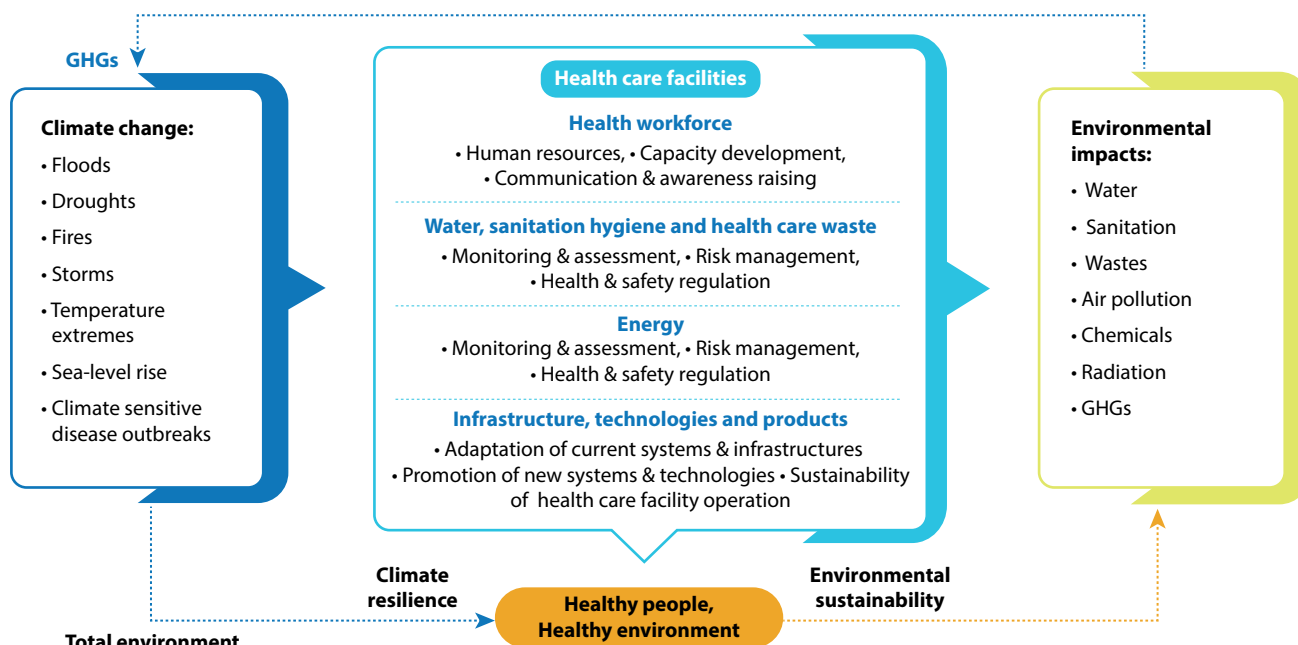 GHGs
Climate change:
• Floods
• Droughts
• Fires
• Storms
• Temperature
extremes
• Sea-level rise
• Climate sensitive
disease outbreaks
Health care facilities
Health workforce
• Human resources, • Capacity development,
• Communication & awareness raising
Water, sanitation hygiene and health care waste
• Monitoring & assessment, • Risk management,
• Health & safety regulation
Energy
• Monitoring & assessment, • Risk management,
• Health & safety regulation
Infrastructure, technologies and products
• Adaptation of current systems & infrastructures
• Promotion of new systems & technologies • Sustainability
of health care facility operation
Environmental
impacts:
• Water
• Sanitation
• Wastes
• Air pollution
• Chemicals
• Radiation
• GHGs
Climate
resilience
Healthy people,
Healthy environment
Environmental
sustainability
Total environment